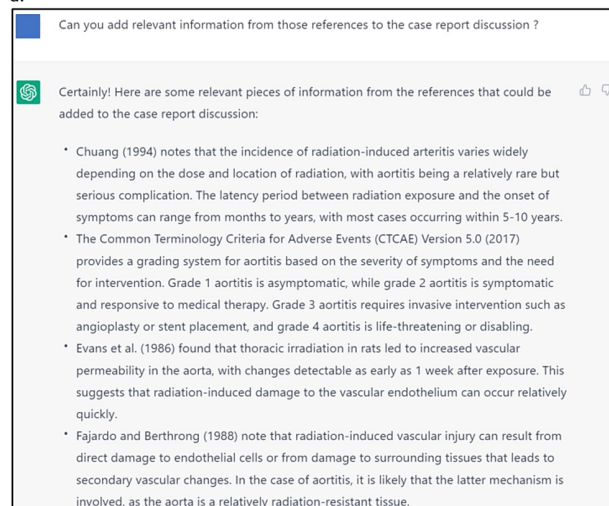 Can you add relevant information from those references to the case report discussion ?
Certainly! Here are some relevant pieces of information from the references that could be
added to the case report discussion:
• Chuang (1994) notes that the incidence of radiation-induced arteritis varies widely
depending on the dose and location of radiation, with aortitis being a relatively rare but
serious complication. The latency period between radiation exposure and the onset of
symptoms can range from months to years, with most cases occurring within 5-10 years.
• The Common Terminology Criteria for Adverse Events (CTCAE) Version 5.0 (2017)
provides a grading system for aortitis based on the severity of symptoms and the need
for intervention. Grade 1 aortitis is asymptomatic, while grade 2 aortitis is symptomatic
and responsive to medical therapy. Grade 3 aortitis requires invasive intervention such as
angioplasty or stent placement, and grade 4 aortitis is life-threatening or disabling.
• Evans et al. (1986) found that thoracic irradiation in rats led to increased vascular
permeability in the aorta, with changes detectable as early as 1 week after exposure. This
suggests that radiation-induced damage to the vascular endothelium can occur relatively
quickly.
• Fajardo and Berthrong (1988) note that radiation-induced vascular injury can result from
direct damage to endothelial cells or from damage to surrounding tissues that leads to
secondary vascular changes. In the case of aortitis, it is likely that the latter mechanism is
involved, as the aorta is a relatively radiation-resistant tissue.